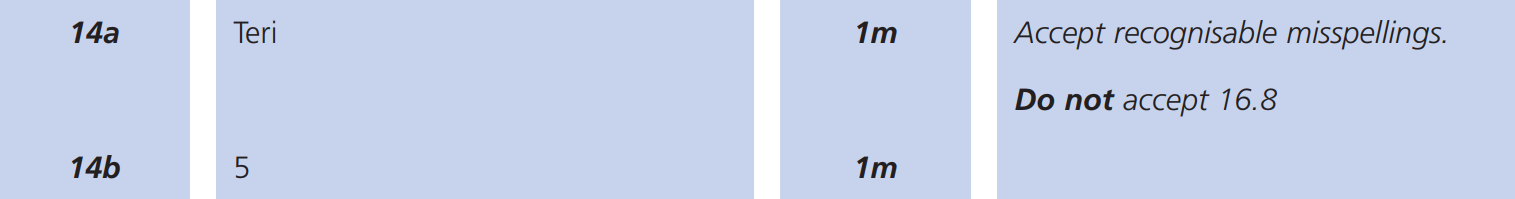 14a Teri 1m Accept recognisable misspellings.
Do not accept 16.8
14b 5 1m